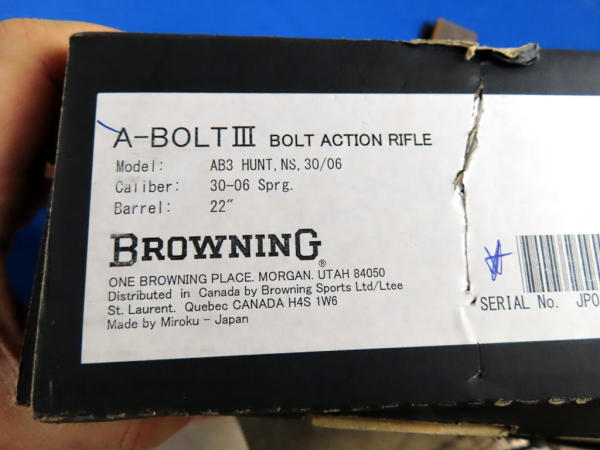 A-BOLT III BOLT ACTION RIFLE
Model: AB3 HUNT, NS, 30/06
Caliber: 30-06 Sprg.
Barrel: 22"
BROWNING®
ONE BROWNING PLACE. MORGAN. UTAH 84050
Distributed in Canada by Browning Sports Ltd/Ltee
St. Laurent. Quebec CANADA H4S 1W6
Made by Miroku - Japan
SERIAL No. JP0